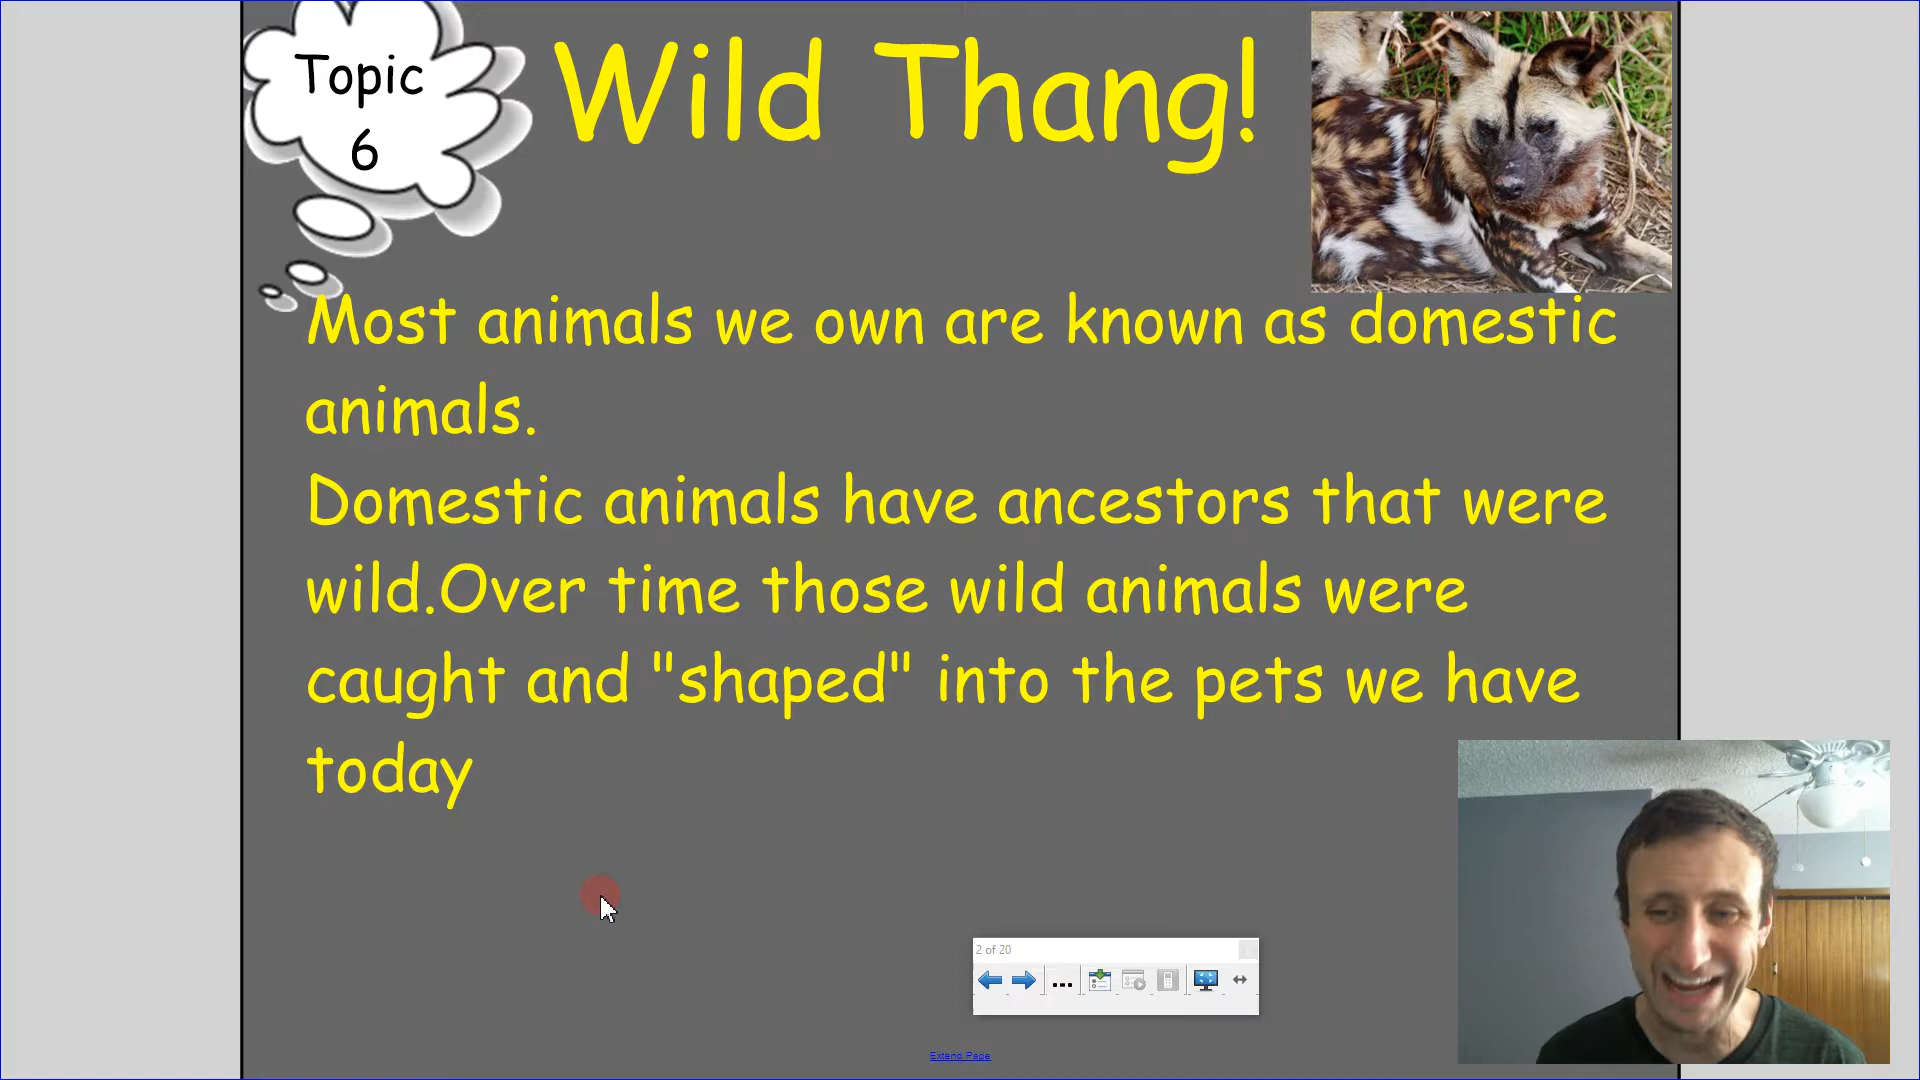 Topic
6
Wild Thang!
Most animals we own are known as domestic
animals.
Domestic animals have ancestors that were
wild.Over time those wild animals were
caught and "shaped" into the pets we have
today
2 of 20
...
Extend Page